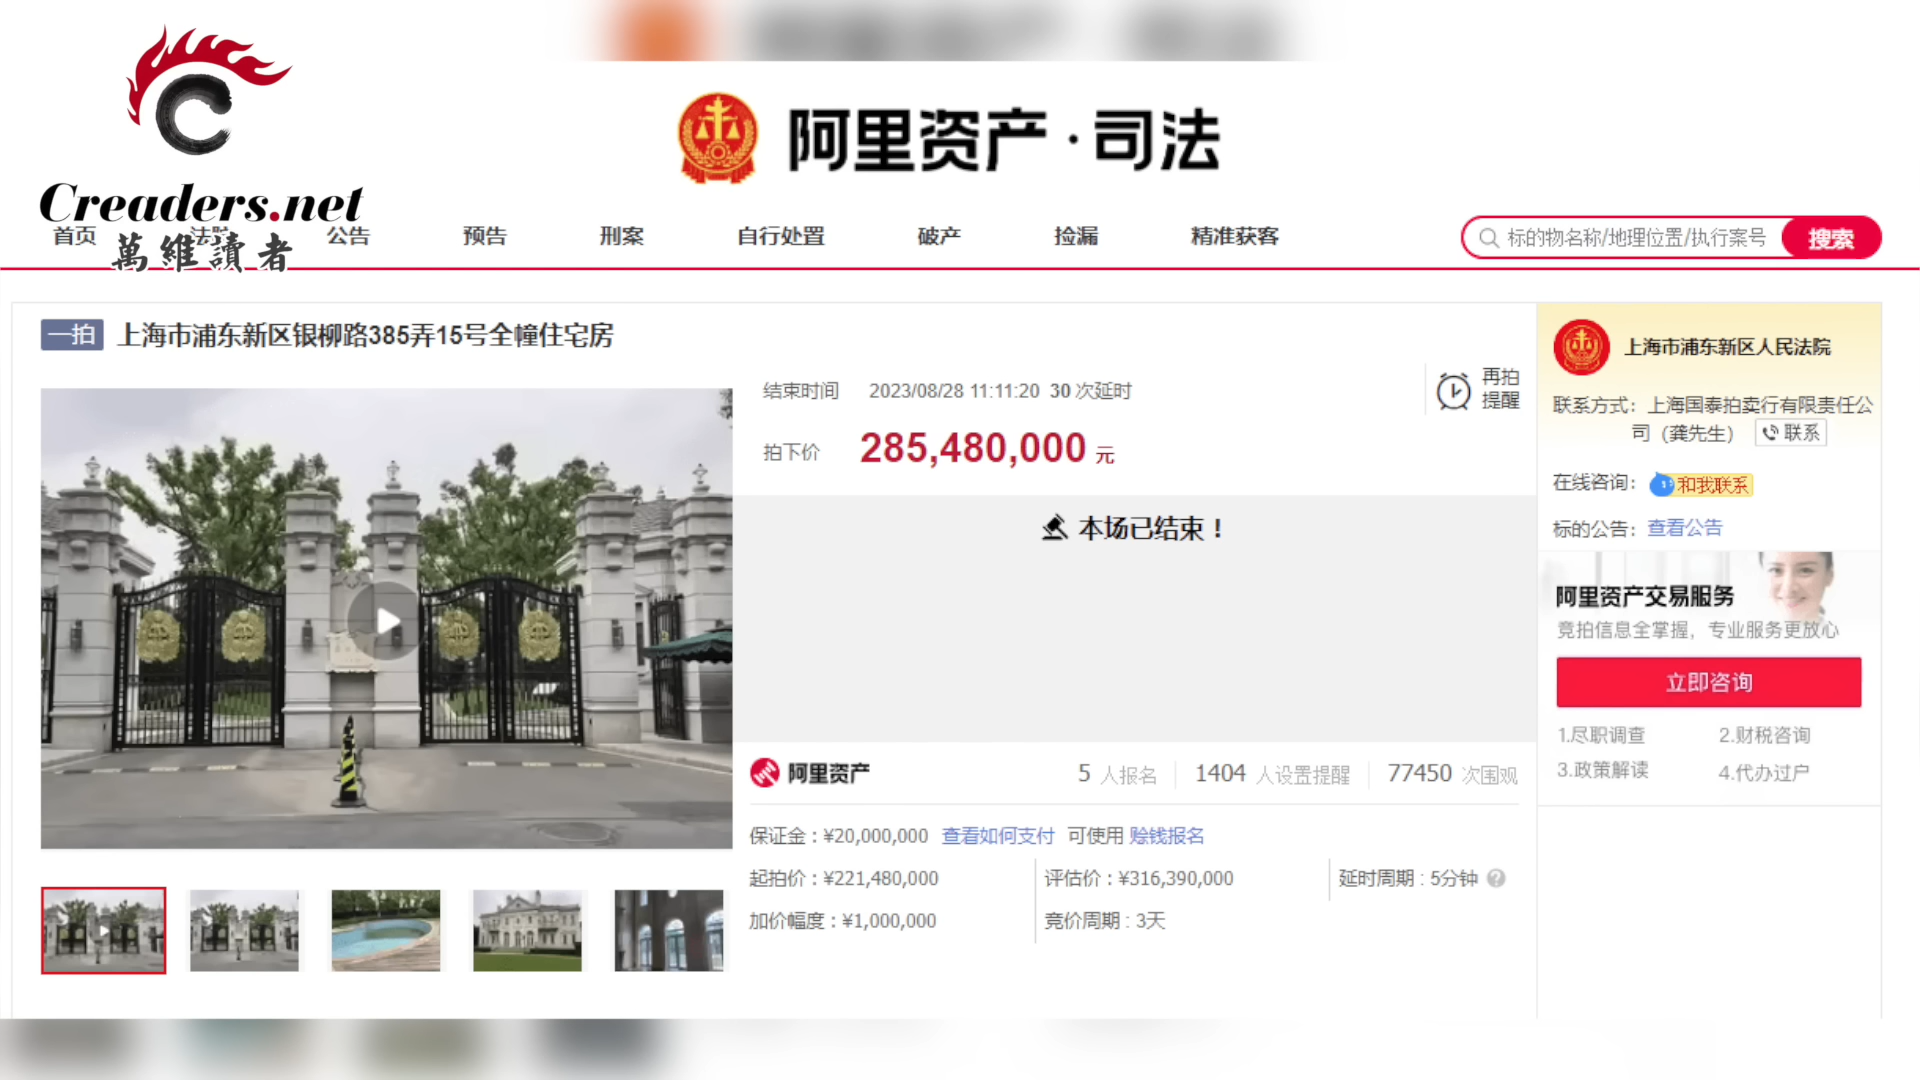 Creaders.net
萬維讀者
阿里资产·司法
首页 法院 公告 预告 刑案 自行处置 破产 捡漏 精准获客
标的物名称/地理位置/执行案号 搜索
一拍 上海市浦东新区银柳路385弄15号全幢住宅房
结束时间 2023/08/28 11:11:20 30 次延时
再拍
提醒
拍下价 285,480,000 元
本场已结束！
阿里资产 5 人报名 1404 人设置提醒 77450 次围观
保证金 : ¥20,000,000 查看如何支付 可使用 赊钱报名
起拍价 : ¥221,480,000 评估价 : ¥316,390,000 延时周期 : 5分钟
加价幅度 : ¥1,000,000 竞价周期 : 3天
上海市浦东新区人民法院
联系方式： 上海国泰拍卖行有限责任公
司（龚先生） 联系
在线咨询： 和我联系
标的公告： 查看公告
阿里资产交易服务
竞拍信息全掌握，专业服务更放心
立即咨询
1.尽职调查 2.财税咨询
3.政策解读 4.代办过户